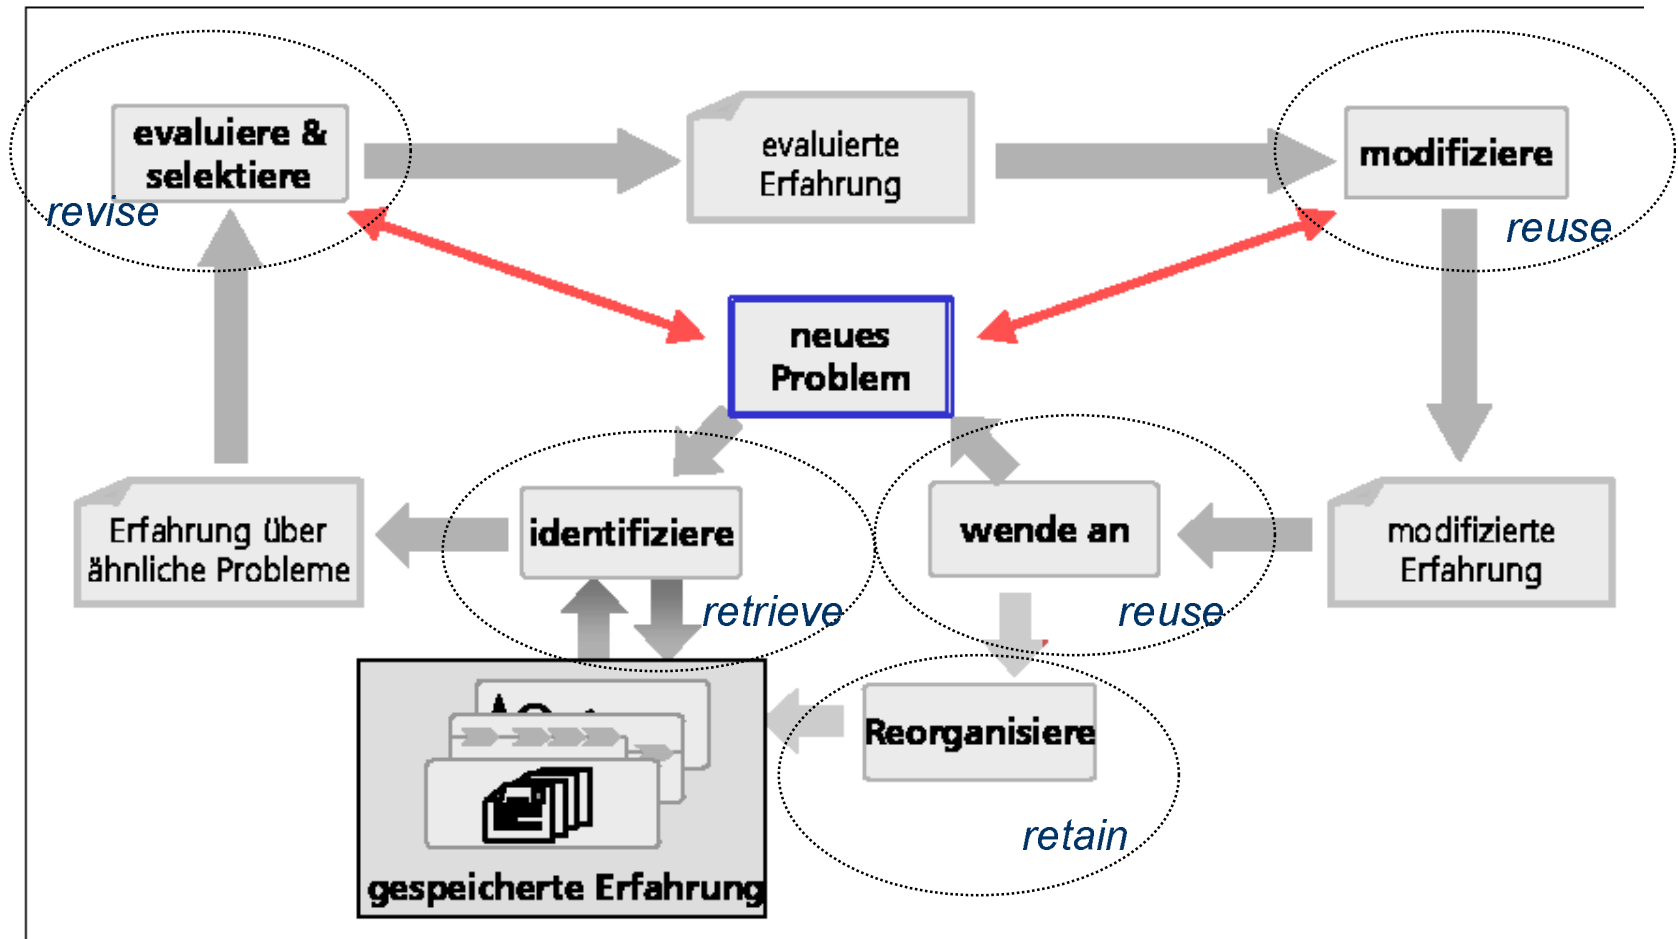 evaluiere &
selektiere
revise
evaluierte
Erfahrung
modifiziere
reuse
neues
Problem
Erfahrung über
ähnliche Probleme
identifiziere
retrieve
wende an
reuse
modifizierte
Erfahrung
Reorganisiere
retain
gespeicherte Erfahrung